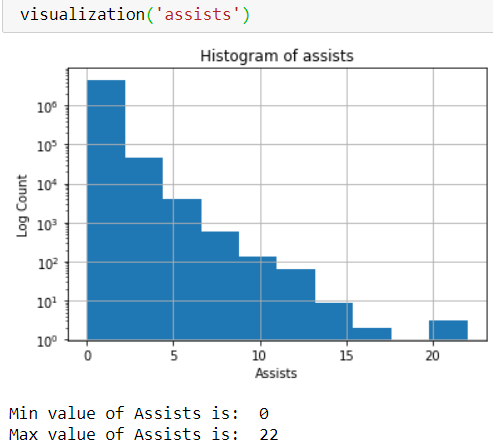 visualization('assists')
Histogram of assists
Log Count
10⁶
10⁵
10⁴
10³
10²
10¹
10⁰
0 5 10 15 20
Assists
Min value of Assists is: 0
Max value of Assists is: 22